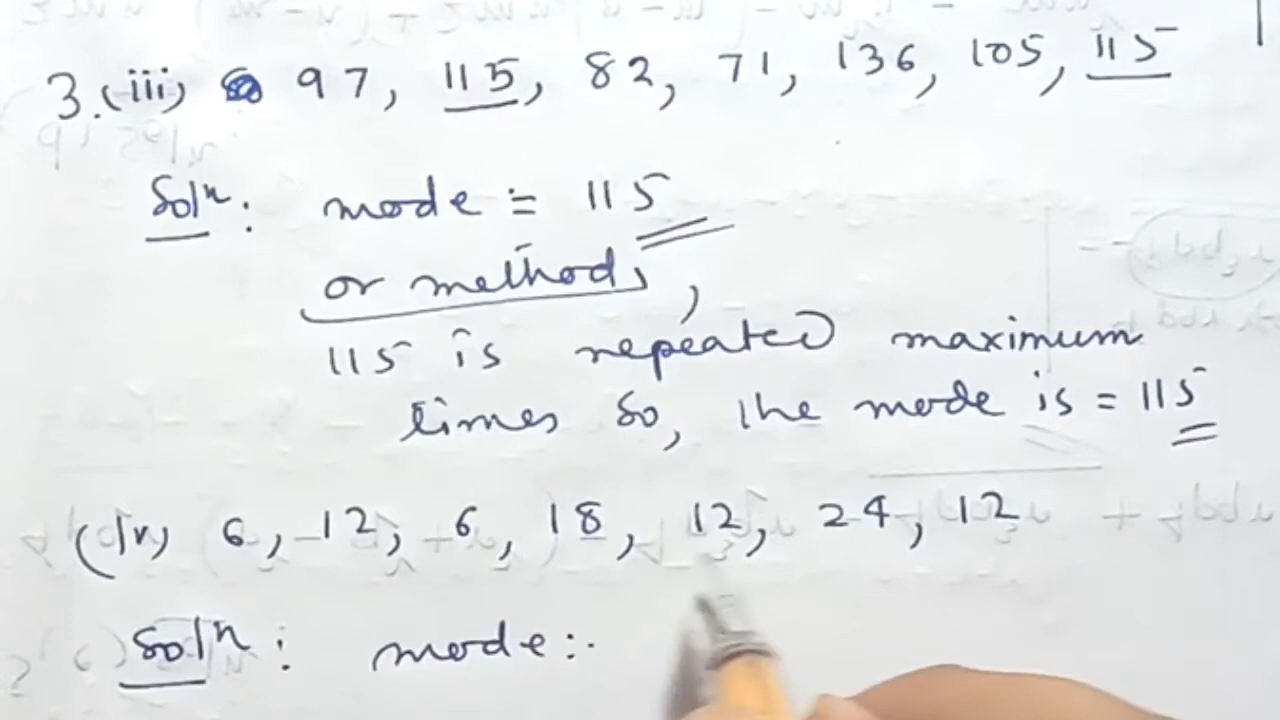 3.(iii) 97, 115, 82, 71, 136, 105, 115
Solⁿ: mode = 115
or method,
115 is repeated maximum
times so, the mode is = 115
(iv) 6, 12, 6, 18, 12, 24, 12
Solⁿ: mode:-